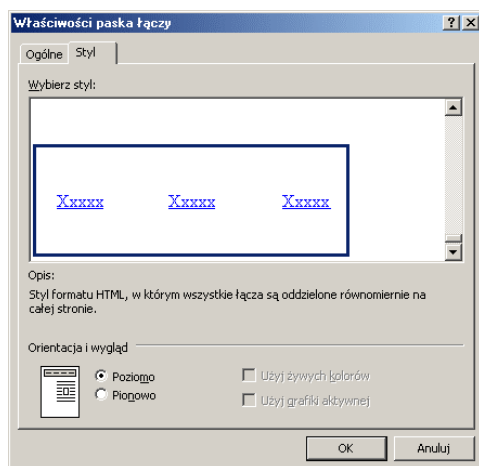 Właściwości paska łączy
Ogólne Styl
Wybierz styl:
Xxxxx Xxxxx Xxxxx
Opis:
Styl formatu HTML, w którym wszystkie łącza są oddzielone równomiernie na
całej stronie.
Orientacja i wygląd
Poziomo
Użyj żywych kolorów
Pionowo
Użyj grafiki aktywnej
OK Anuluj